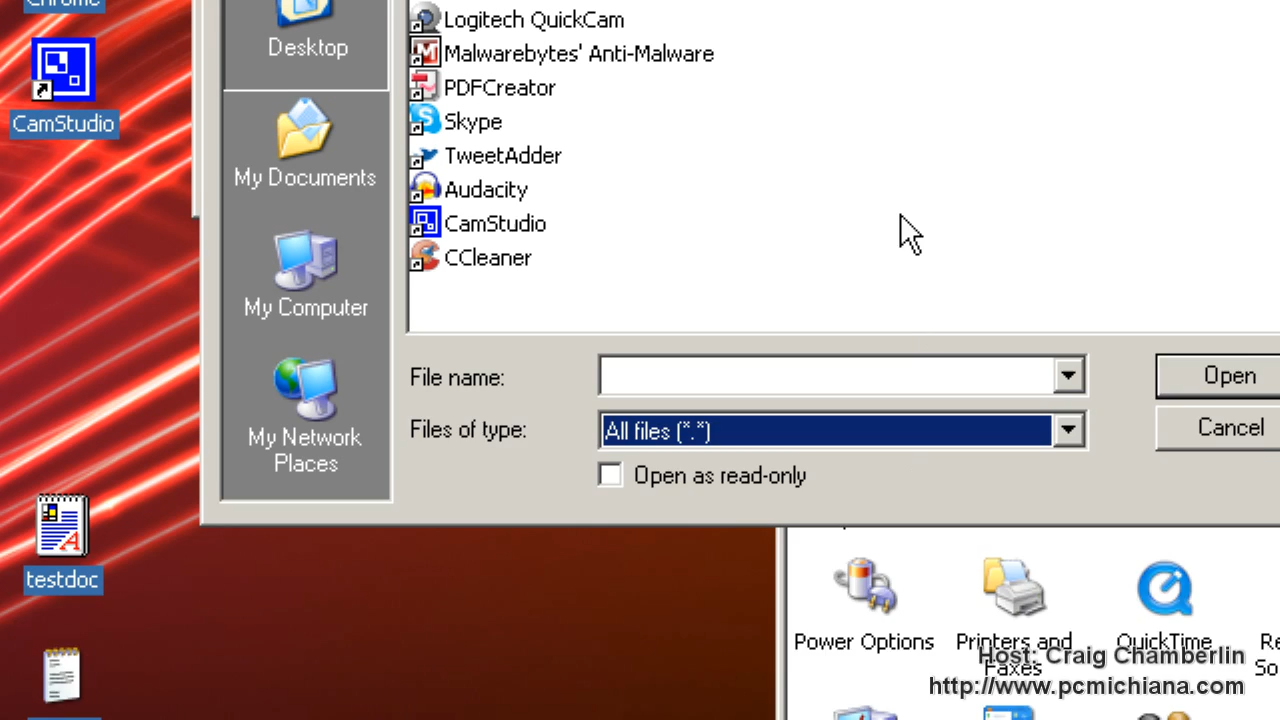 Chrome
CamStudio
testdoc
Desktop
My Documents
My Computer
My Network
Places
Logitech QuickCam
Malwarebytes' Anti-Malware
PDFCreator
Skype
TweetAdder
Audacity
CamStudio
CCleaner
File name:
Open
Files of type:
All files (*.*)
Cancel
Open as read-only
Power Options
Printers and
Faxes
QuickTime
Host: Craig Chamberlin
http://www.pcmichiana.com